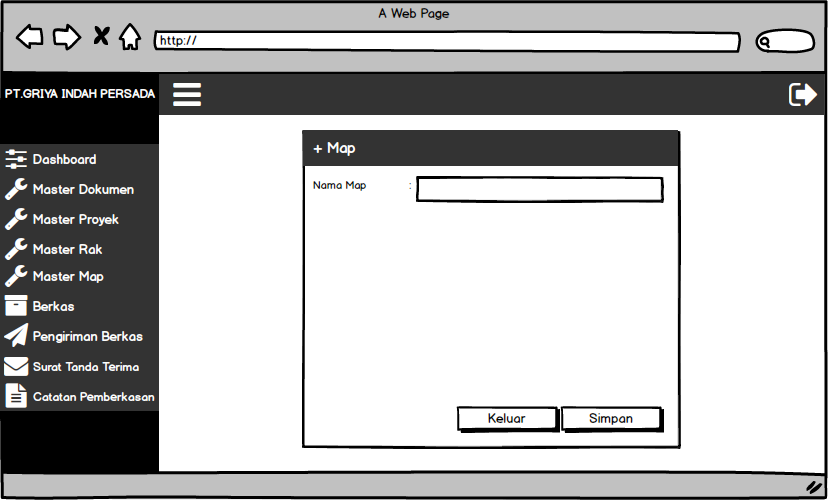 A Web Page
http://
PT.GRIYA INDAH PERSADA
Dashboard
Master Dokumen
Master Proyek
Master Rak
Master Map
Berkas
Pengiriman Berkas
Surat Tanda Terima
Catatan Pemberkasan
+ Map
Nama Map :
Keluar
Simpan